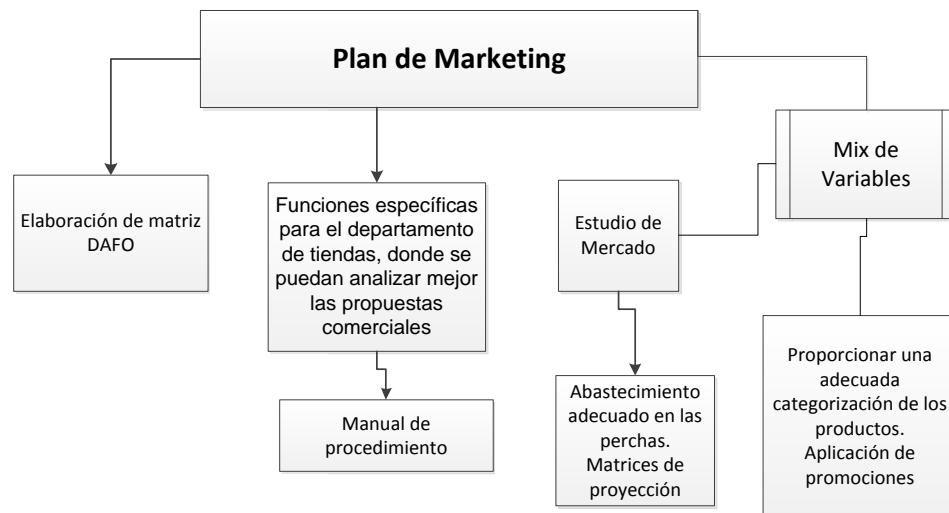 Plan de Marketing
Mix de
Variables
Elaboración de matriz
DAFO
Funciones específicas
para el departamento
de tiendas, donde se
puedan analizar mejor
las propuestas
comerciales
Estudio de
Mercado
Manual de
procedimiento
Abastecimiento
adecuado en las
perchas.
Matrices de
proyección
Proporcionar una
adecuada
categorización de los
productos.
Aplicación de
promociones